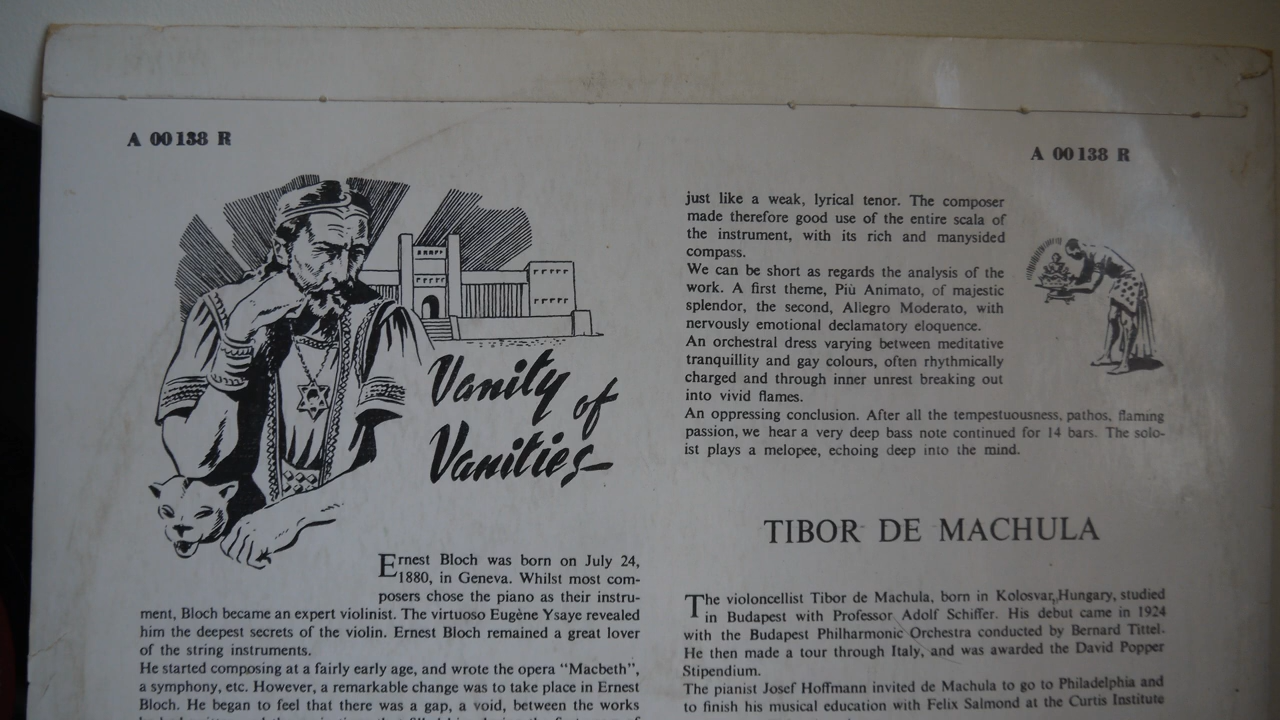 A 00138 R
A 00138 R
Vanity
of
Vanities
Ernest Bloch was born on July 24,
1880, in Geneva. Whilst most com-
posers chose the piano as their instru-
ment, Bloch became an expert violinist. The virtuoso Eugène Ysaye revealed
him the deepest secrets of the violin. Ernest Bloch remained a great lover
of the string instruments.
He started composing at a fairly early age, and wrote the opera “Macbeth”,
a symphony, etc. However, a remarkable change was to take place in Ernest
Bloch. He began to feel that there was a gap, a void, between the works
just like a weak, lyrical tenor. The composer
made therefore good use of the entire scala of
the instrument, with its rich and manysided
compass.
We can be short as regards the analysis of the
work. A first theme, Più Animato, of majestic
splendor, the second, Allegro Moderato, with
nervously emotional declamatory eloquence.
An orchestral dress varying between meditative
tranquillity and gay colours, often rhythmically
charged and through inner unrest breaking out
into vivid flames.
An oppressing conclusion. After all the tempestuousness, pathos, flaming
passion, we hear a very deep bass note continued for 14 bars. The solo-
ist plays a melopee, echoing deep into the mind.
TIBOR DE MACHULA
The violoncellist Tibor de Machula, born in Kolosvar, Hungary, studied
in Budapest with Professor Adolf Schiffer. His debut came in 1924
with the Budapest Philharmonic Orchestra conducted by Bernard Tittel.
He then made a tour through Italy, and was awarded the David Popper
Stipendium.
The pianist Josef Hoffmann invited de Machula to go to Philadelphia and
to finish his musical education with Felix Salmond at the Curtis Institute